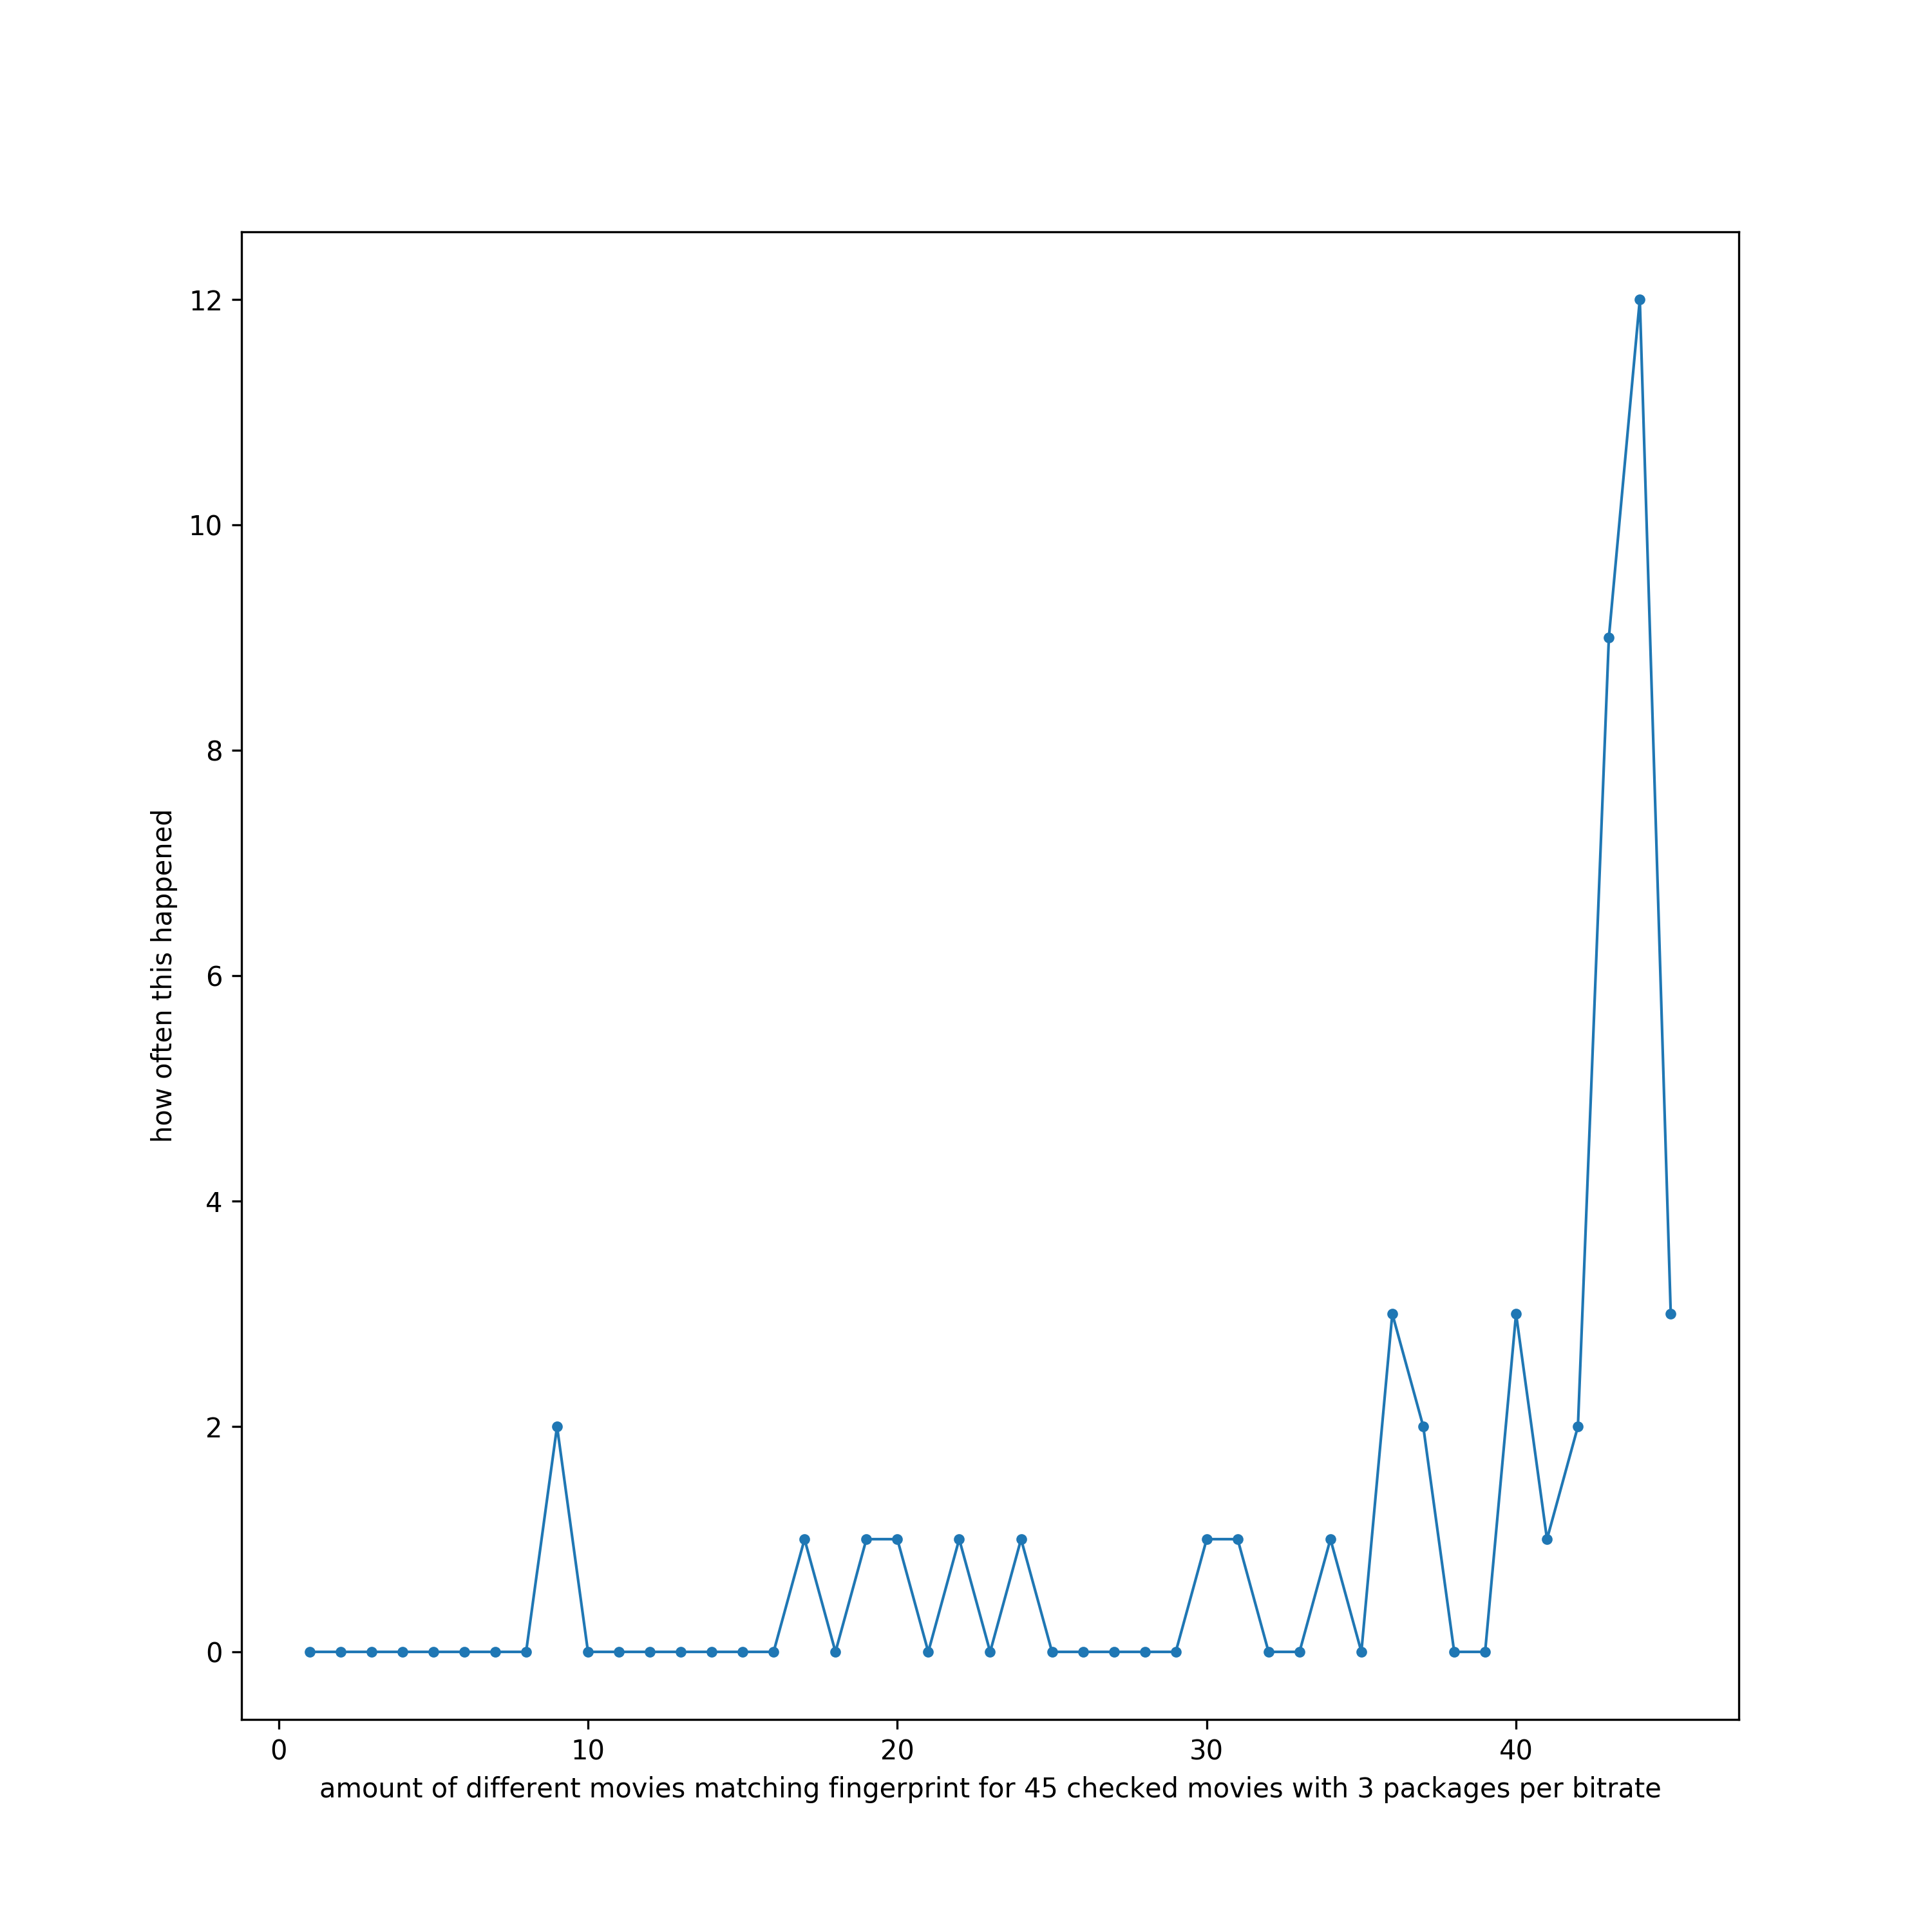 12
10
8
6
4
2
0
how often this happened
0 10 20 30 40
amount of different movies matching fingerprint for 45 checked movies with 3 packages per bitrate